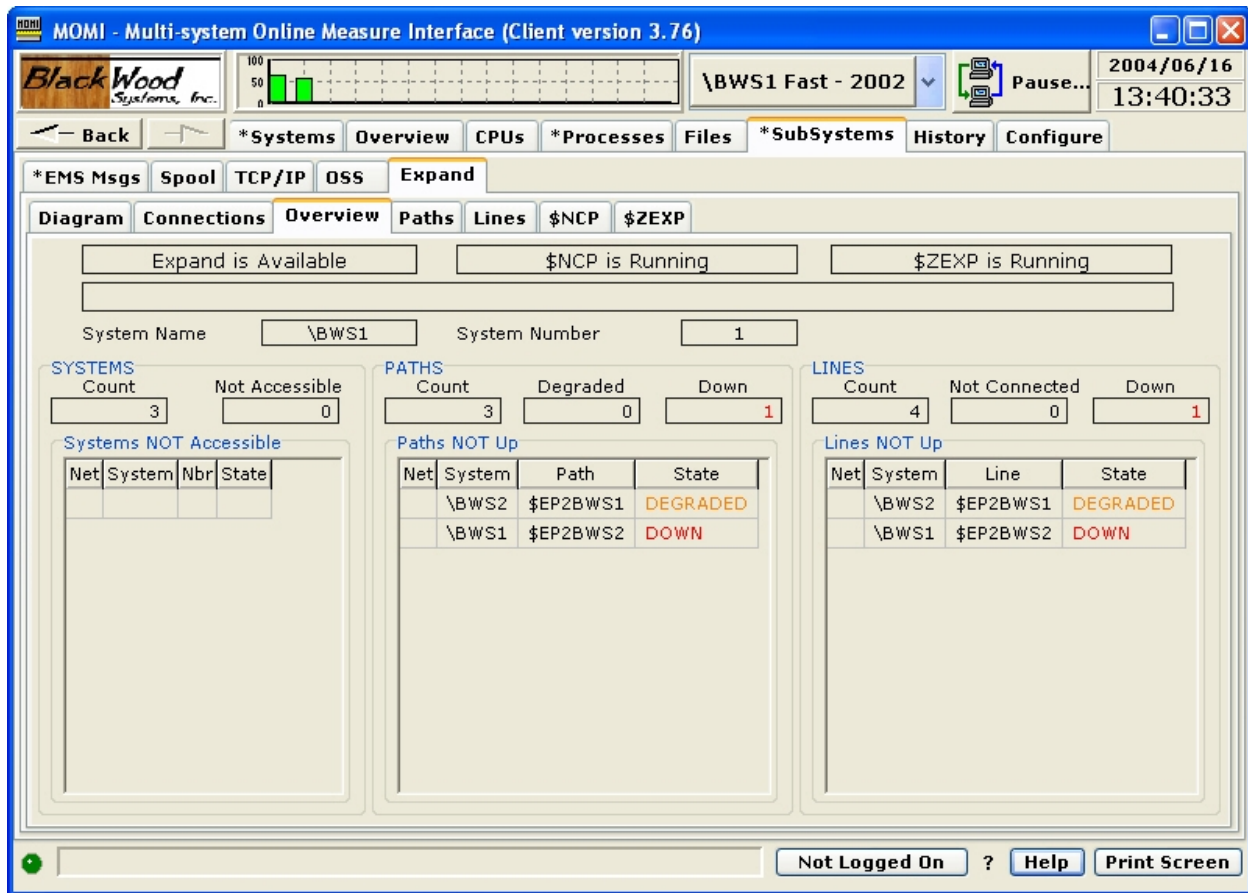 MOMI
MOMI - Multi-system Online Measure Interface (Client version 3.76)
BlackWood
Systems, Inc.
100
50
0
\BWS1 Fast - 2002
Pause...
2004/06/16
13:40:33
Back
*Systems Overview CPUs *Processes Files *SubSystems History Configure
*EMS Msgs Spool TCP/IP OSS Expand
Diagram Connections Overview Paths Lines $NCP $ZEXP
Expand is Available $NCP is Running $ZEXP is Running
System Name \BWS1 System Number 1
SYSTEMS
Count Not Accessible
3 0
Systems NOT Accessible
Net System Nbr State
PATHS
Count Degraded Down
3 0 1
Paths NOT Up
Net System Path State
\BWS2 $EP2BWS1 DEGRADED
\BWS1 $EP2BWS2 DOWN
LINES
Count Not Connected Down
4 0 1
Lines NOT Up
Net System Line State
\BWS2 $EP2BWS1 DEGRADED
\BWS1 $EP2BWS2 DOWN
Not Logged On ? Help Print Screen